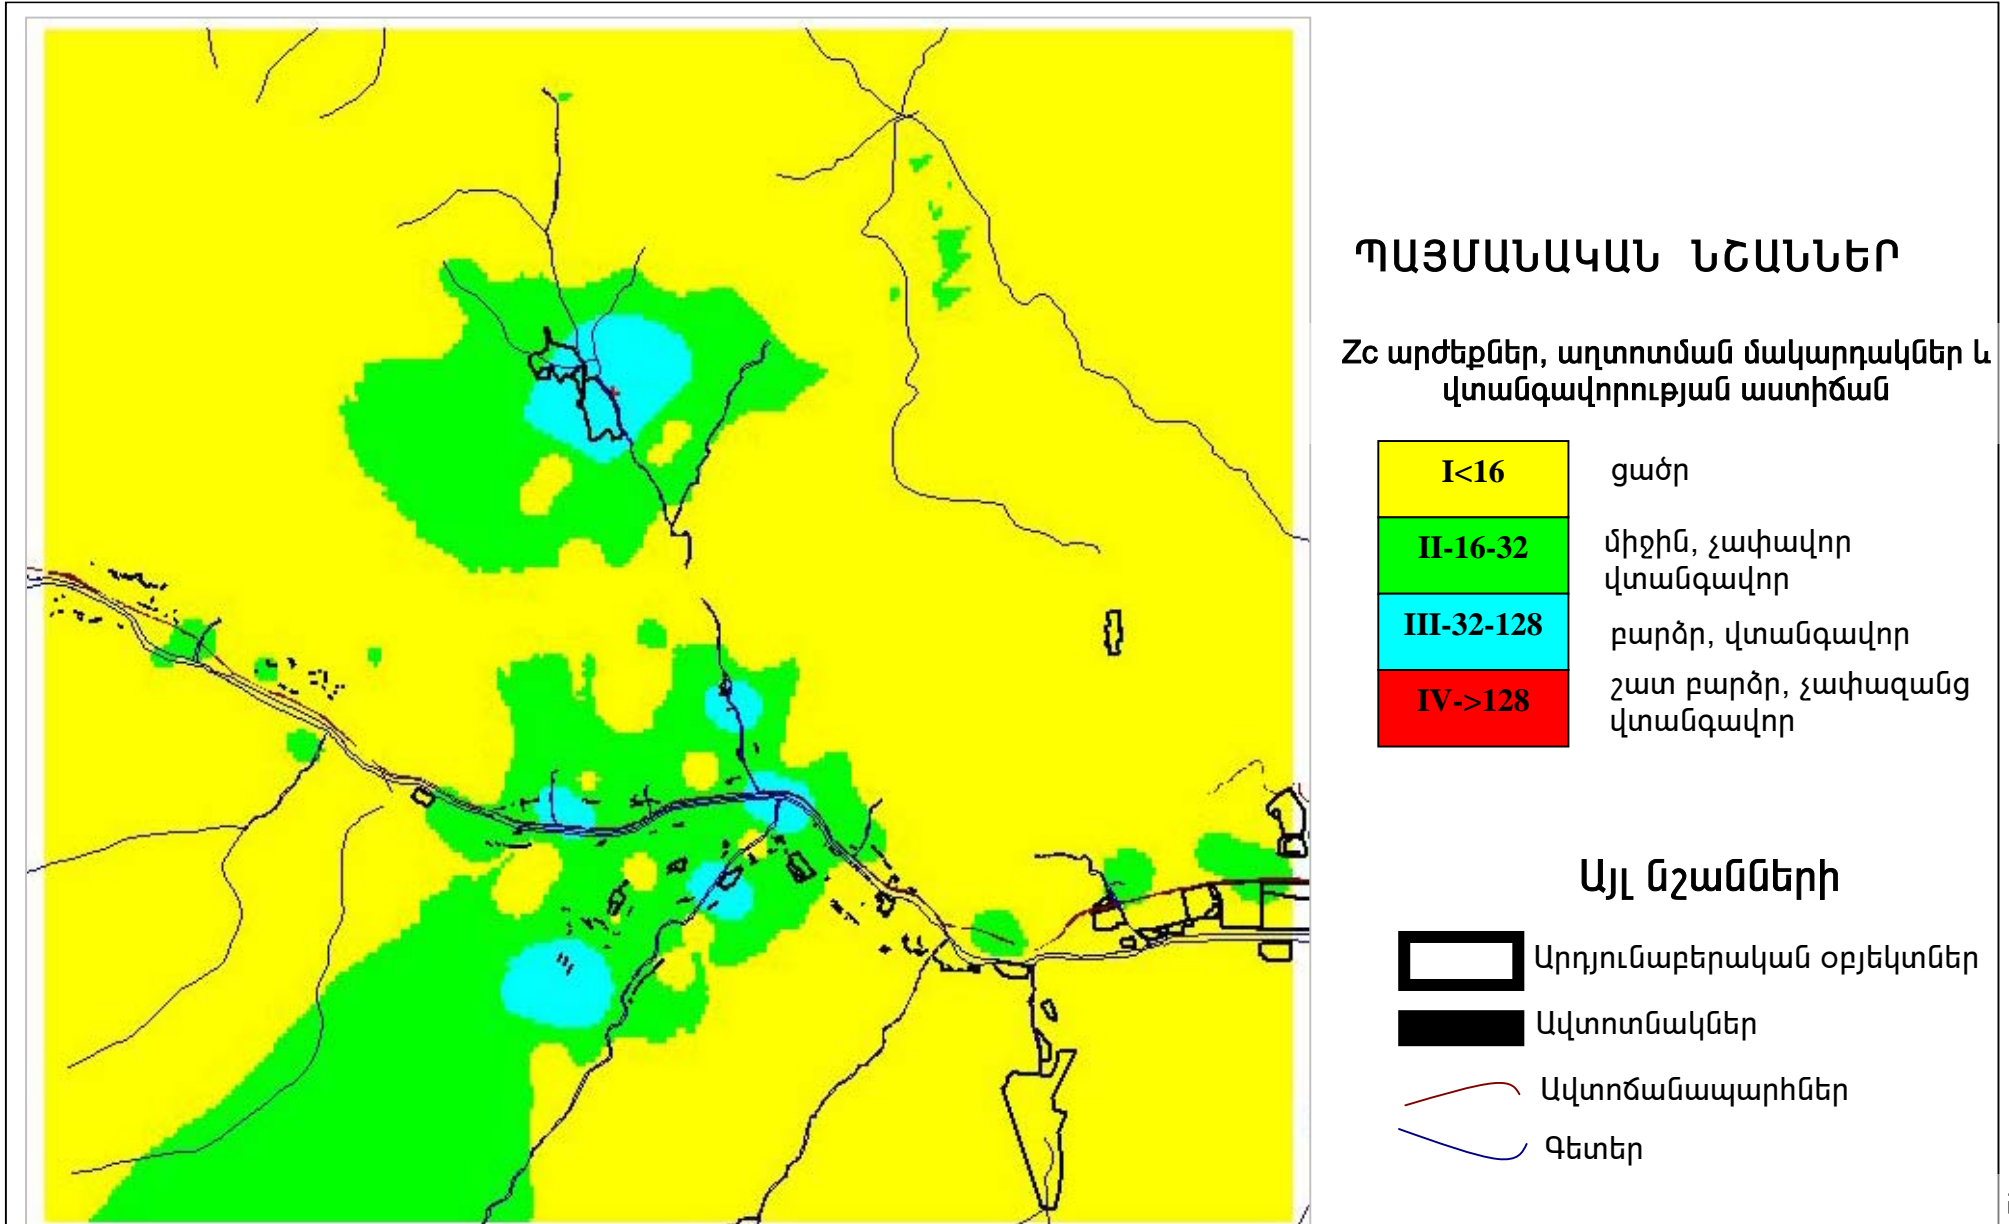 ՊԱՅՄԱՆԱԿԱՆ ՆՇԱՆՆԵՐ
Zc արժեքներ, աղտոտման մակարդակներ և
վտանգավորության աստիճան
I<16
ցածր
II-16-32
միջին, չափավոր
վտանգավոր
III-32-128
բարձր, վտանգավոր
IV->128
շատ բարձր, չափազանց
վտանգավոր
Այլ նշանների
Արդյունաբերական օբյեկտներ
Ավտոտնակներ
Ավտոճանապարհներ
Գետեր